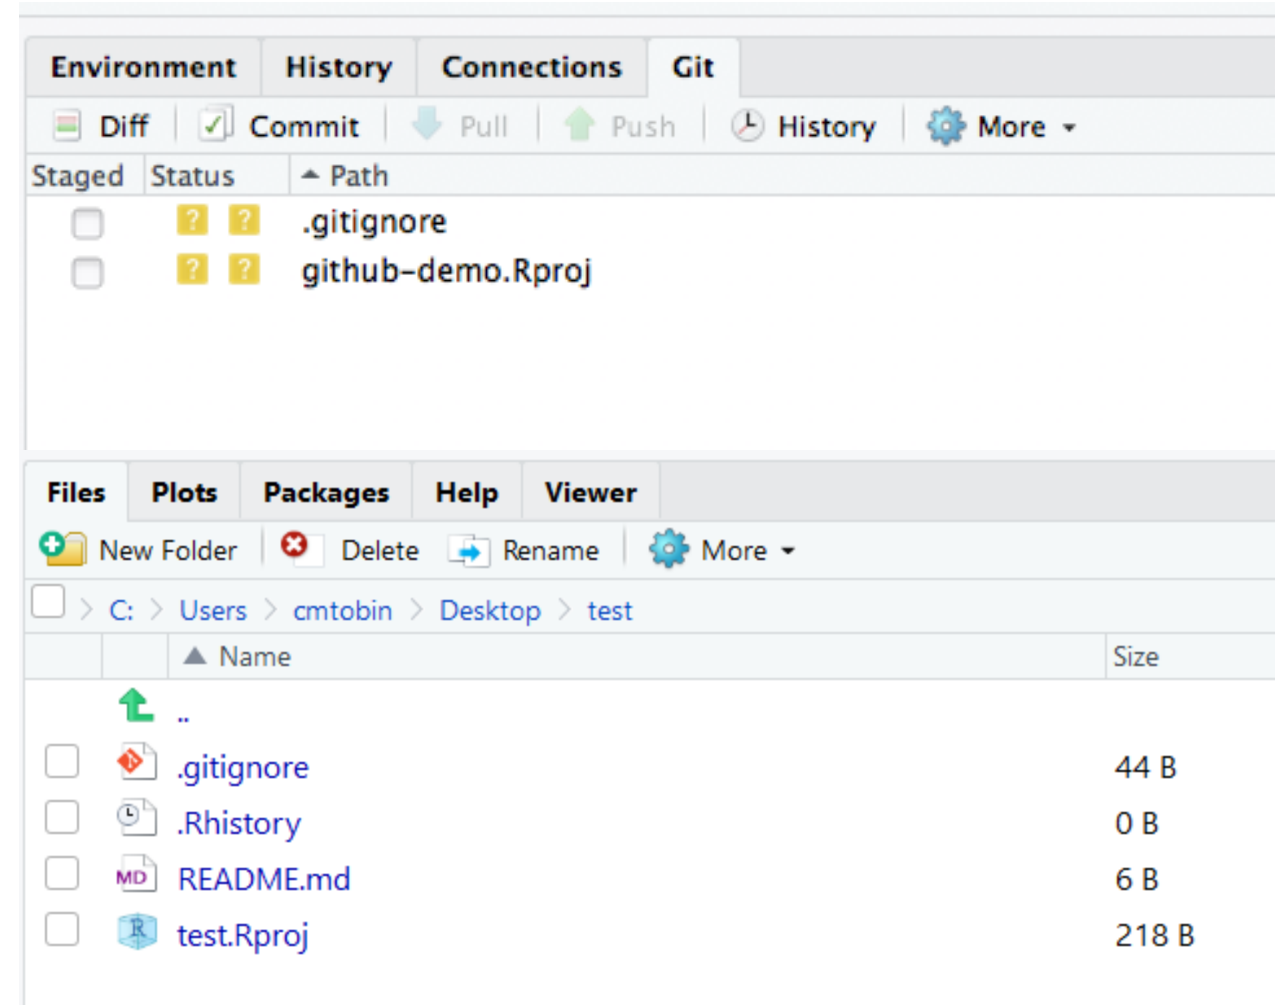 Environment History Connections Git
Diff Commit Pull Push History More
Staged Status Path
? ? .gitignore
? ? github-demo.Rproj
Files Plots Packages Help Viewer
New Folder Delete Rename More
C: Users cmtobin Desktop test
Name Size
..
.gitignore 44 B
.Rhistory 0 B
MD README.md 6 B
R test.Rproj 218 B